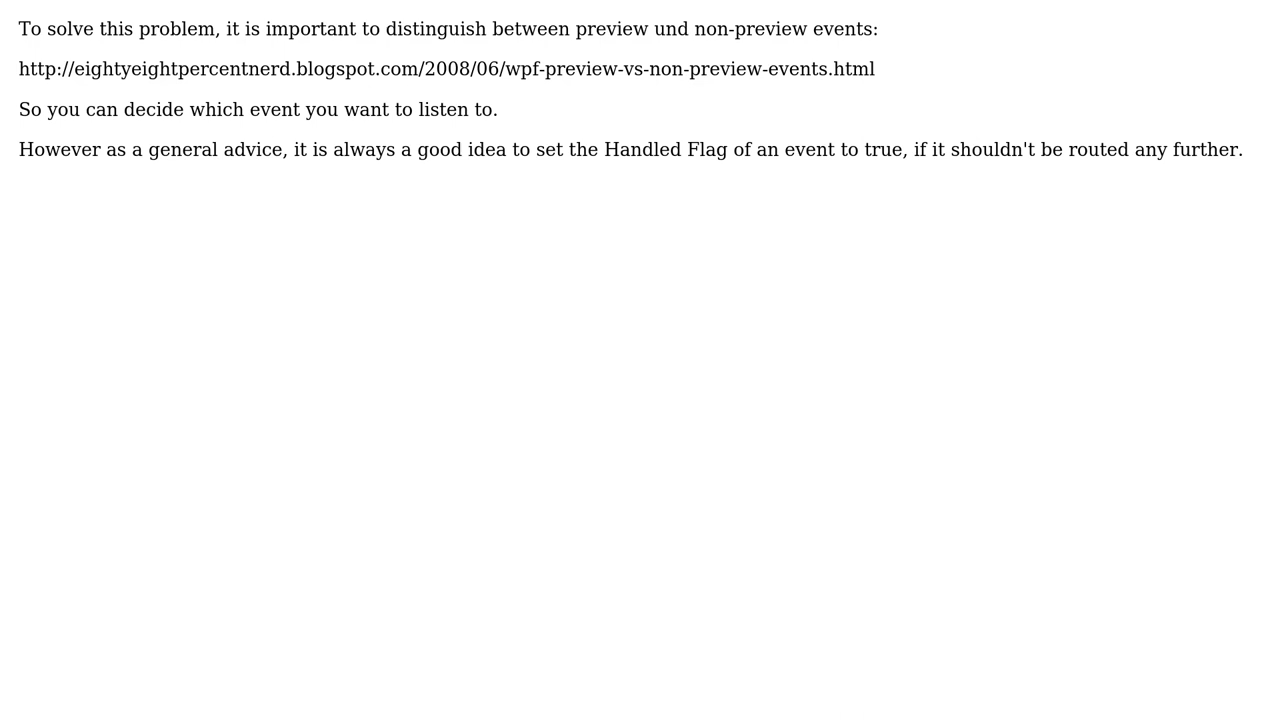 To solve this problem, it is important to distinguish between preview und non-preview events:
http://eightyeightpercentnerd.blogspot.com/2008/06/wpf-preview-vs-non-preview-events.html
So you can decide which event you want to listen to.
However as a general advice, it is always a good idea to set the Handled Flag of an event to true, if it shouldn't be routed any further.